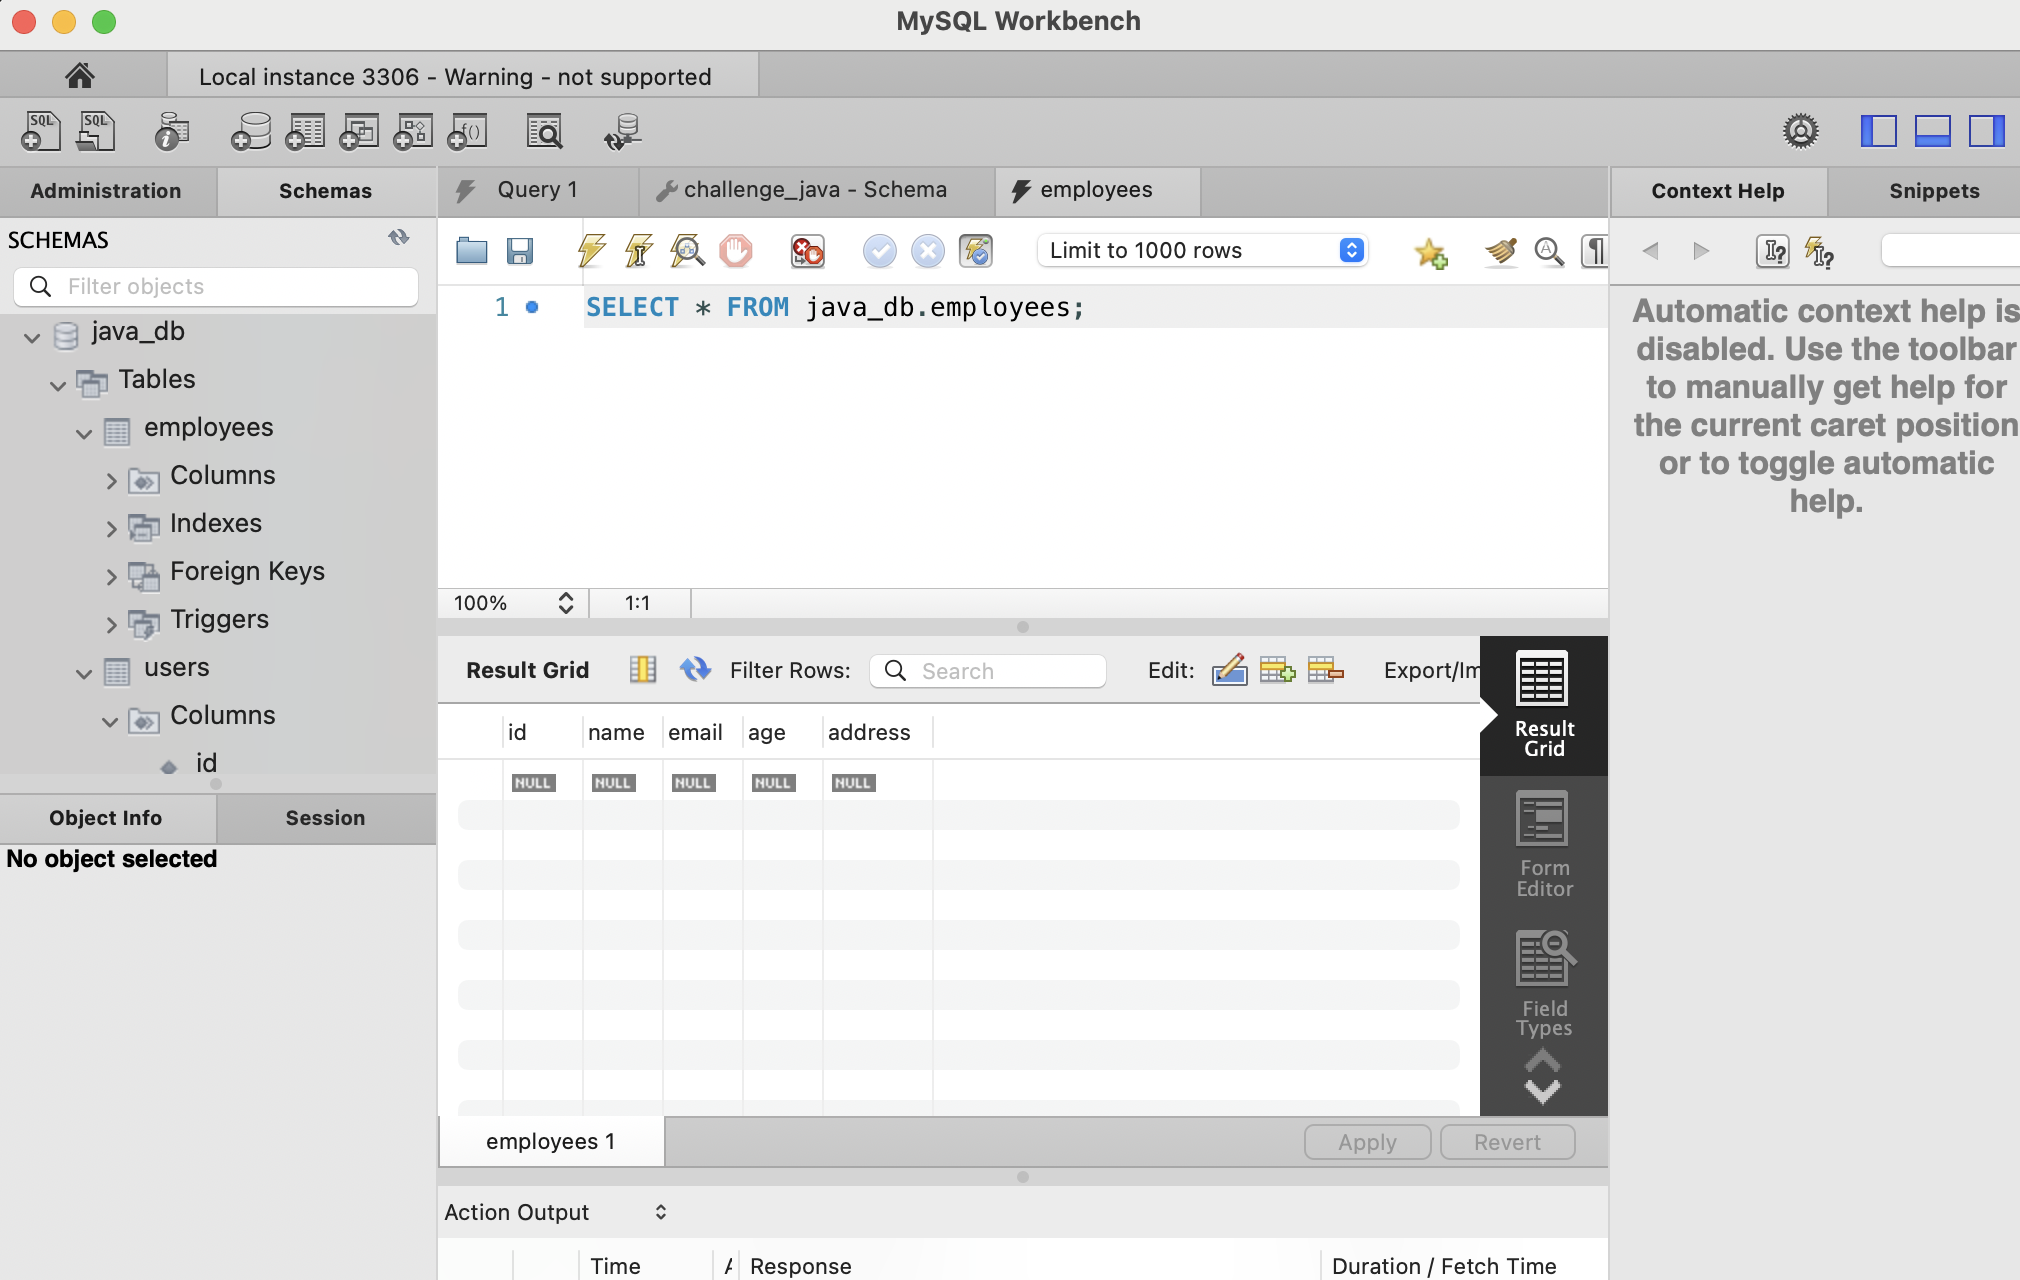 MySQL Workbench
Local instance 3306 - Warning - not supported
SQL SQL
f()
Administration Schemas
Query 1 challenge_java - Schema employees
Context Help Snippets
SCHEMAS
Filter objects
java_db
Tables
employees
Columns
Indexes
Foreign Keys
Triggers
users
Columns
id
Object Info Session
No object selected
Limit to 1000 rows
1 SELECT * FROM java_db.employees;
100% 1:1
Result Grid Filter Rows: Search Edit: Export/Im
id name email age address
NULL NULL NULL NULL NULL
Result
Grid
Form
Editor
Field
Types
employees 1 Apply Revert
Action Output
Time Response Duration / Fetch Time
Automatic context help is
disabled. Use the toolbar
to manually get help for
the current caret position
or to toggle automatic
help.